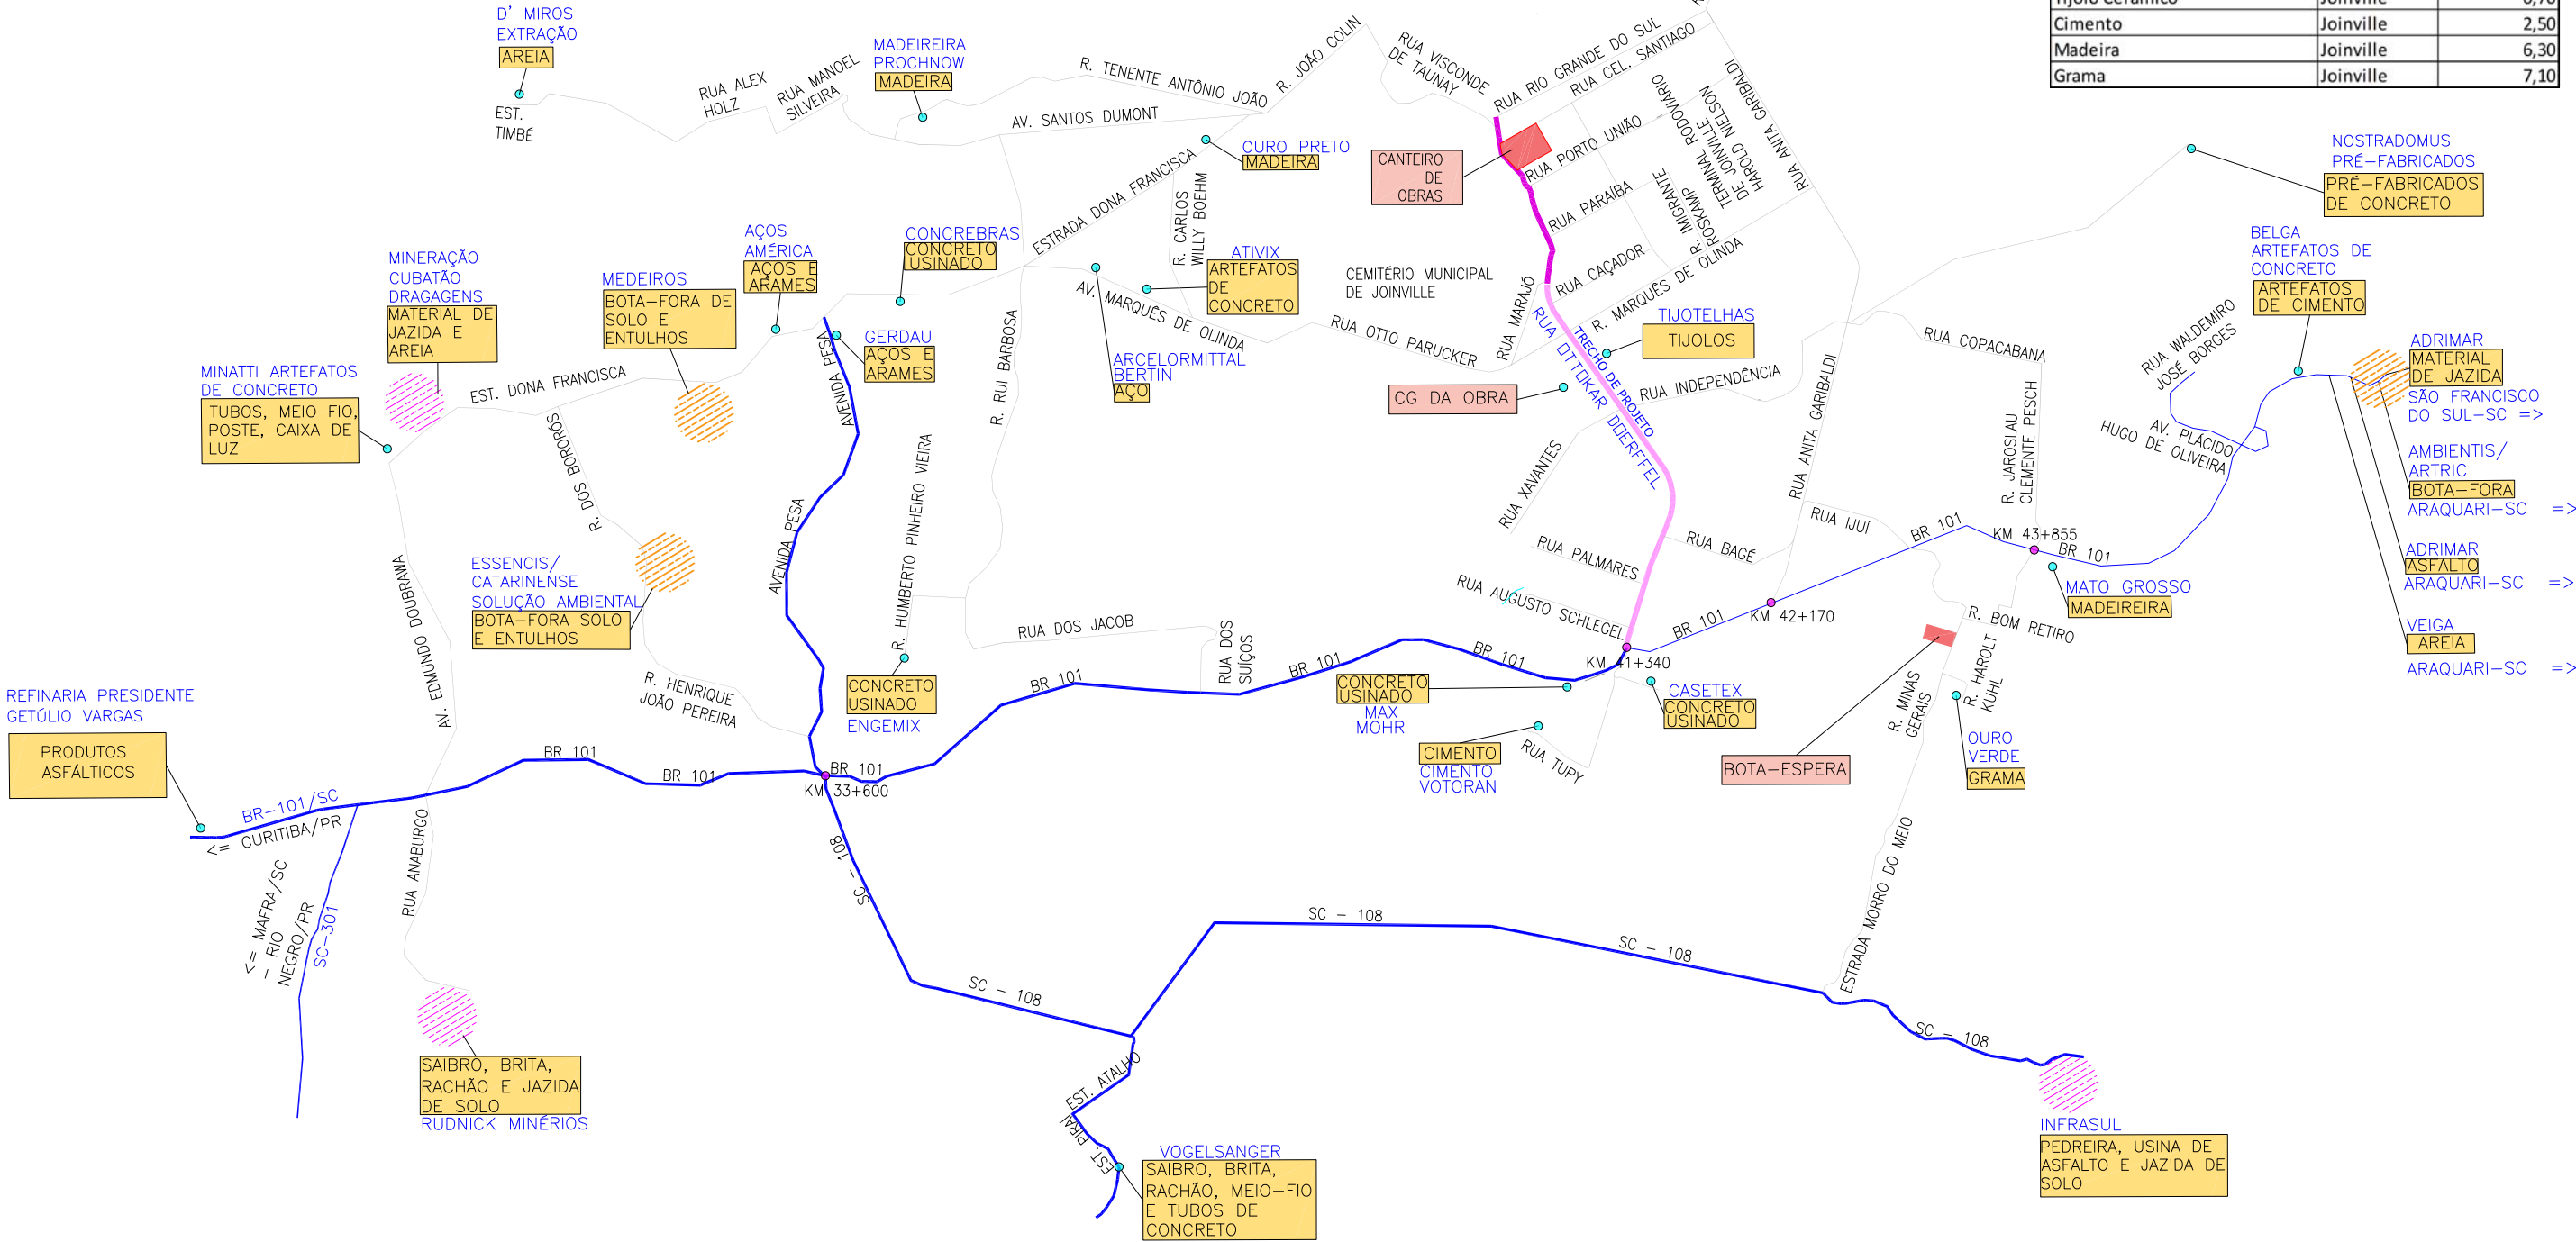 D' MIROS
EXTRAÇÃO
AREIA
EST.
TIMBÉ
RUA ALEX
HOLZ
RUA MANOEL
SILVEIRA
MADEIREIRA
PROCHNOW
MADEIRA
R. TENENTE ANTÔNIO JOÃO
AV. SANTOS DUMONT
R. JOÃO COLIN
RUA VISCONDE
DE TAUNAY
RUA RIO GRANDE DO SUL
RUA CEL. SANTIAGO
RUA ANITA GARIBALDI
Joinville
Cimento Joinville 2,50
Madeira Joinville 6,30
Grama Joinville 7,10
OURO PRETO
MADEIRA
ESTRADA DONA FRANCISCA
R. CARLOS
WILLY BOEHM
CANTEIRO
DE
OBRAS
RUA PORTO UNIÃO
RUA PARAÍBA
RUA CAÇADOR
TERMINAL RODOVIÁRIO
DE JOINVILLE
HAROLD NIELSON
R. IMIGRANTE
ROSKAMP
R. MARQUÊS DE OLINDA
NOSTRADOMUS
PRÉ-FABRICADOS
PRÉ-FABRICADOS
DE CONCRETO
MINERAÇÃO
CUBATÃO
DRAGAGENS
MATERIAL DE
JAZIDA E
AREIA
MEDEIROS
BOTA-FORA DE
SOLO E
ENTULHOS
AÇOS
AMÉRICA
AÇOS E
ARAMES
CONCREBRAS
CONCRETO
USINADO
GERDAU
AÇOS E
ARAMES
ATIVIX
ARTEFATOS
DE
CONCRETO
AV. MARQUÊS DE OLINDA
ARCELORMITTAL
BERTIN
AÇO
CEMITÉRIO MUNICIPAL
DE JOINVILLE
RUA OTTO PARUCKER
RUA MARAJÓ
TRECHO DE PROJETO
RUA OTTOKAR DOERFFEL
TIJOTELHAS
TIJOLOS
CG DA OBRA
RUA INDEPENDÊNCIA
RUA ANITA GARIBALDI
RUA COPACABANA
R. JAROSLAU
CLEMENTE PESCH
RUA WALDEMIRO
JOSÉ BORGES
AV. PLÁCIDO
HUGO DE OLIVEIRA
BELGA
ARTEFATOS DE
CONCRETO
ARTEFATOS
DE CIMENTO
ADRIMAR
MATERIAL
DE JAZIDA
SÃO FRANCISCO
DO SUL-SC =>
AMBIENTIS/
ARTRIC
BOTA-FORA
ARAQUARI-SC =>
ADRIMAR
ASFALTO
ARAQUARI-SC =>
VEIGA
AREIA
ARAQUARI-SC =>
MINATTI ARTEFATOS
DE CONCRETO
TUBOS, MEIO FIO,
POSTE, CAIXA DE
LUZ
EST. DONA FRANCISCA
R. DOS BORORÓS
AVENIDA PESA
AVENIDA PESA
R. HUMBERTO PINHEIRO VIEIRA
R. RUI BARBOSA
RUA XAVANTES
RUA PALMARES
RUA AUGUSTO SCHLEGEL
RUA BAGÉ
RUA IJUÍ
BR 101
KM 43+855
BR 101
MATO GROSSO
MADEIREIRA
R. BOM RETIRO
R. HAROLT
KUHL
R. MINAS
GERAIS
OURO
VERDE
GRAMA
BOTA-ESPERA
ESTRADA MORRO DO MEIO
BR 101
KM 42+170
KM 41+340
ESSENCIS/
CATARINENSE
SOLUÇÃO AMBIENTAL
BOTA-FORA SOLO
E ENTULHOS
R. HENRIQUE
JOÃO PEREIRA
AV. EDMUNDO DOUBRAWA
CONCRETO
USINADO
ENGEMIX
RUA DOS JACOB
RUA DOS
SUÍÇOS
BR 101
BR 101
BR 101
CONCRETO
USINADO
MAX
MOHR
CIMENTO
CIMENTO
VOTORAN
RUA TUPY
CASETEX
CONCRETO
USINADO
REFINARIA PRESIDENTE
GETÚLIO VARGAS
PRODUTOS
ASFÁLTICOS
BR-101/SC
<= CURITIBA/PR
<= MAFRA/SC
- RIO
NEGRO/PR
SC-301
BR 101
BR 101
BR 101
KM 33+600
RUA ANABURGO
SAIBRO, BRITA,
RACHÃO E JAZIDA
DE SOLO
RUDNICK MINÉRIOS
SC - 108
SC - 108
SC - 108
SC - 108
SC - 108
EST. ATALHO
EST. PIRAÍ
VOGELSANGER
SAIBRO, BRITA,
RACHÃO, MEIO-FIO
E TUBOS DE
CONCRETO
INFRASUL
PEDREIRA, USINA DE
ASFALTO E JAZIDA DE
SOLO